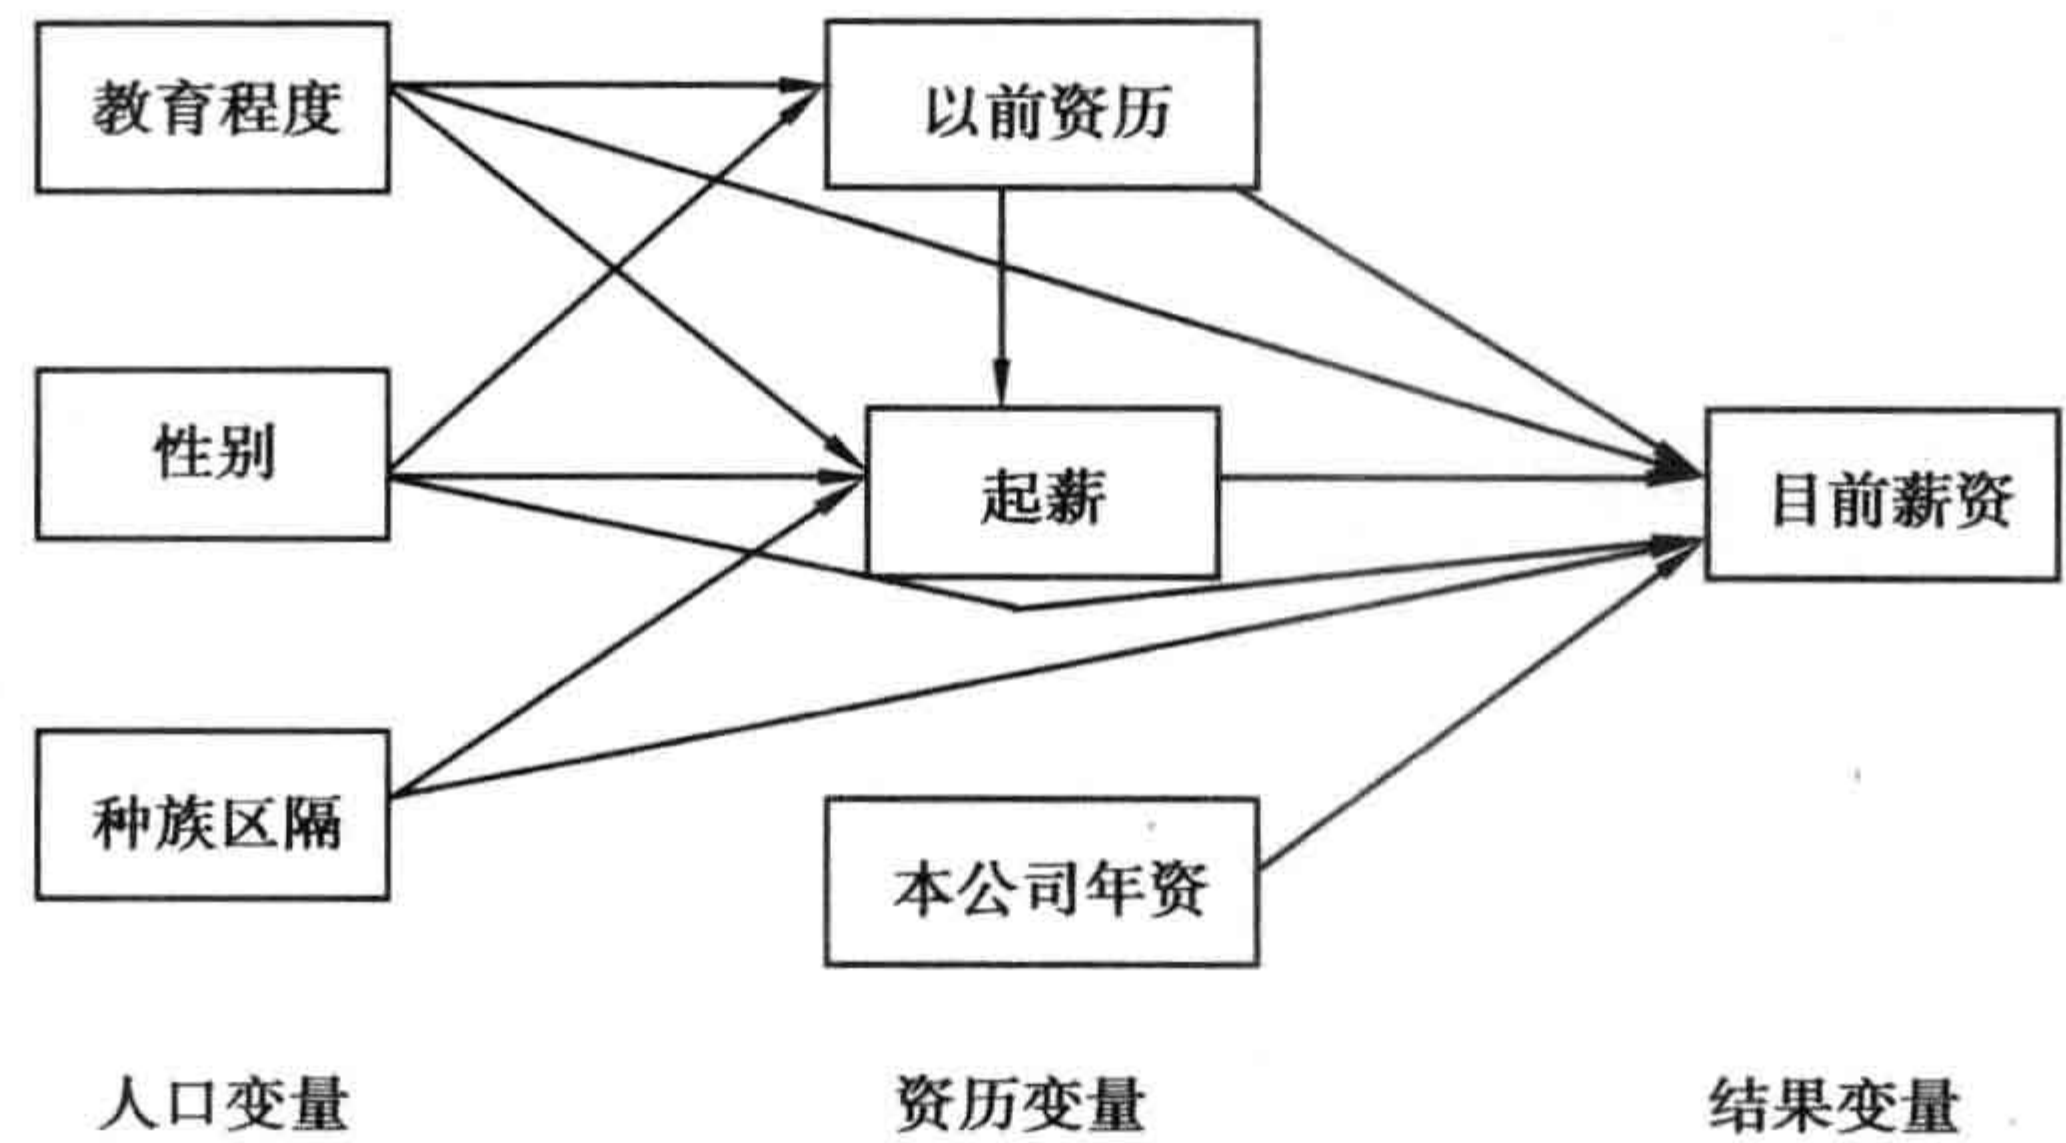 教育程度
以前资历
性别
起薪
目前薪资
种族区隔
本公司年资
人口变量
资历变量
结果变量